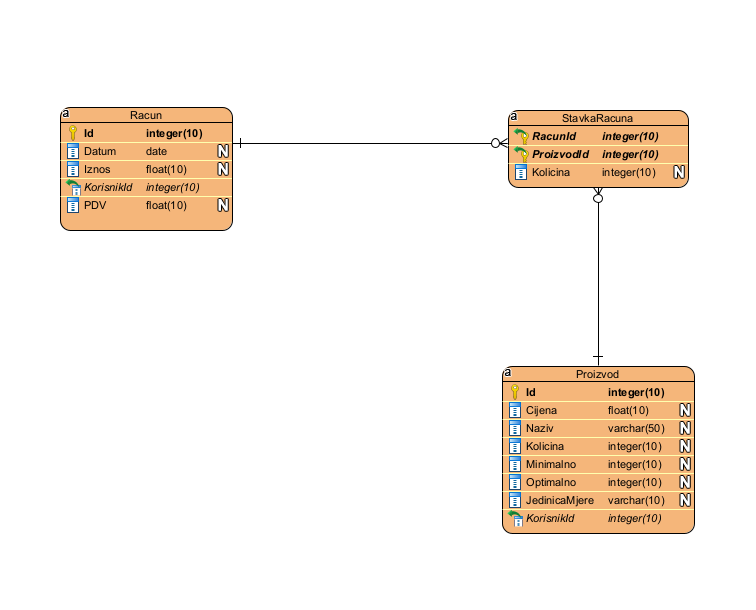 a
Racun
Id integer(10)
Datum date N
Iznos float(10) N
KorisnikId integer(10)
PDV float(10) N
a
StavkaRacuna
RacunId integer(10)
ProizvodId integer(10)
Kolicina integer(10) N
a
Proizvod
Id integer(10)
Cijena float(10) N
Naziv varchar(50) N
Kolicina integer(10) N
Minimalno integer(10) N
Optimalno integer(10) N
JedinicaMjere varchar(10) N
KorisnikId integer(10)